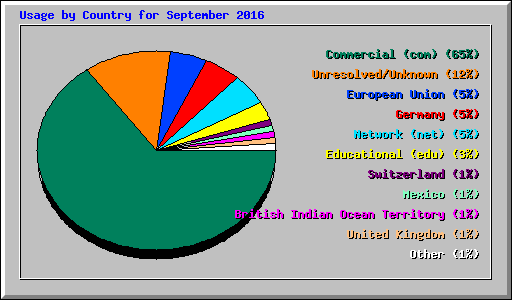 Usage by Country for September 2016
Commercial (com) (65%)
Unresolved/Unknown (12%)
European Union (5%)
Germany (5%)
Network (net) (5%)
Educational (edu) (3%)
Switzerland (1%)
Mexico (1%)
British Indian Ocean Territory (1%)
United Kingdom (1%)
Other (1%)